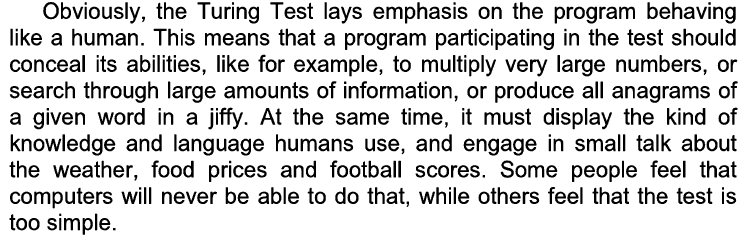 Obviously, the Turing Test lays emphasis on the program behaving
like a human. This means that a program participating in the test should
conceal its abilities, like for example, to multiply very large numbers, or
search through large amounts of information, or produce all anagrams of
a given word in a jiffy. At the same time, it must display the kind of
knowledge and language humans use, and engage in small talk about
the weather, food prices and football scores. Some people feel that
computers will never be able to do that, while others feel that the test is
too simple.